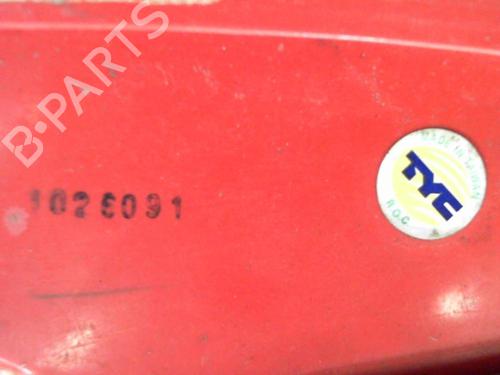 B-PARTS
1026091
MADE IN TAIWAN
TYC
R.O.C